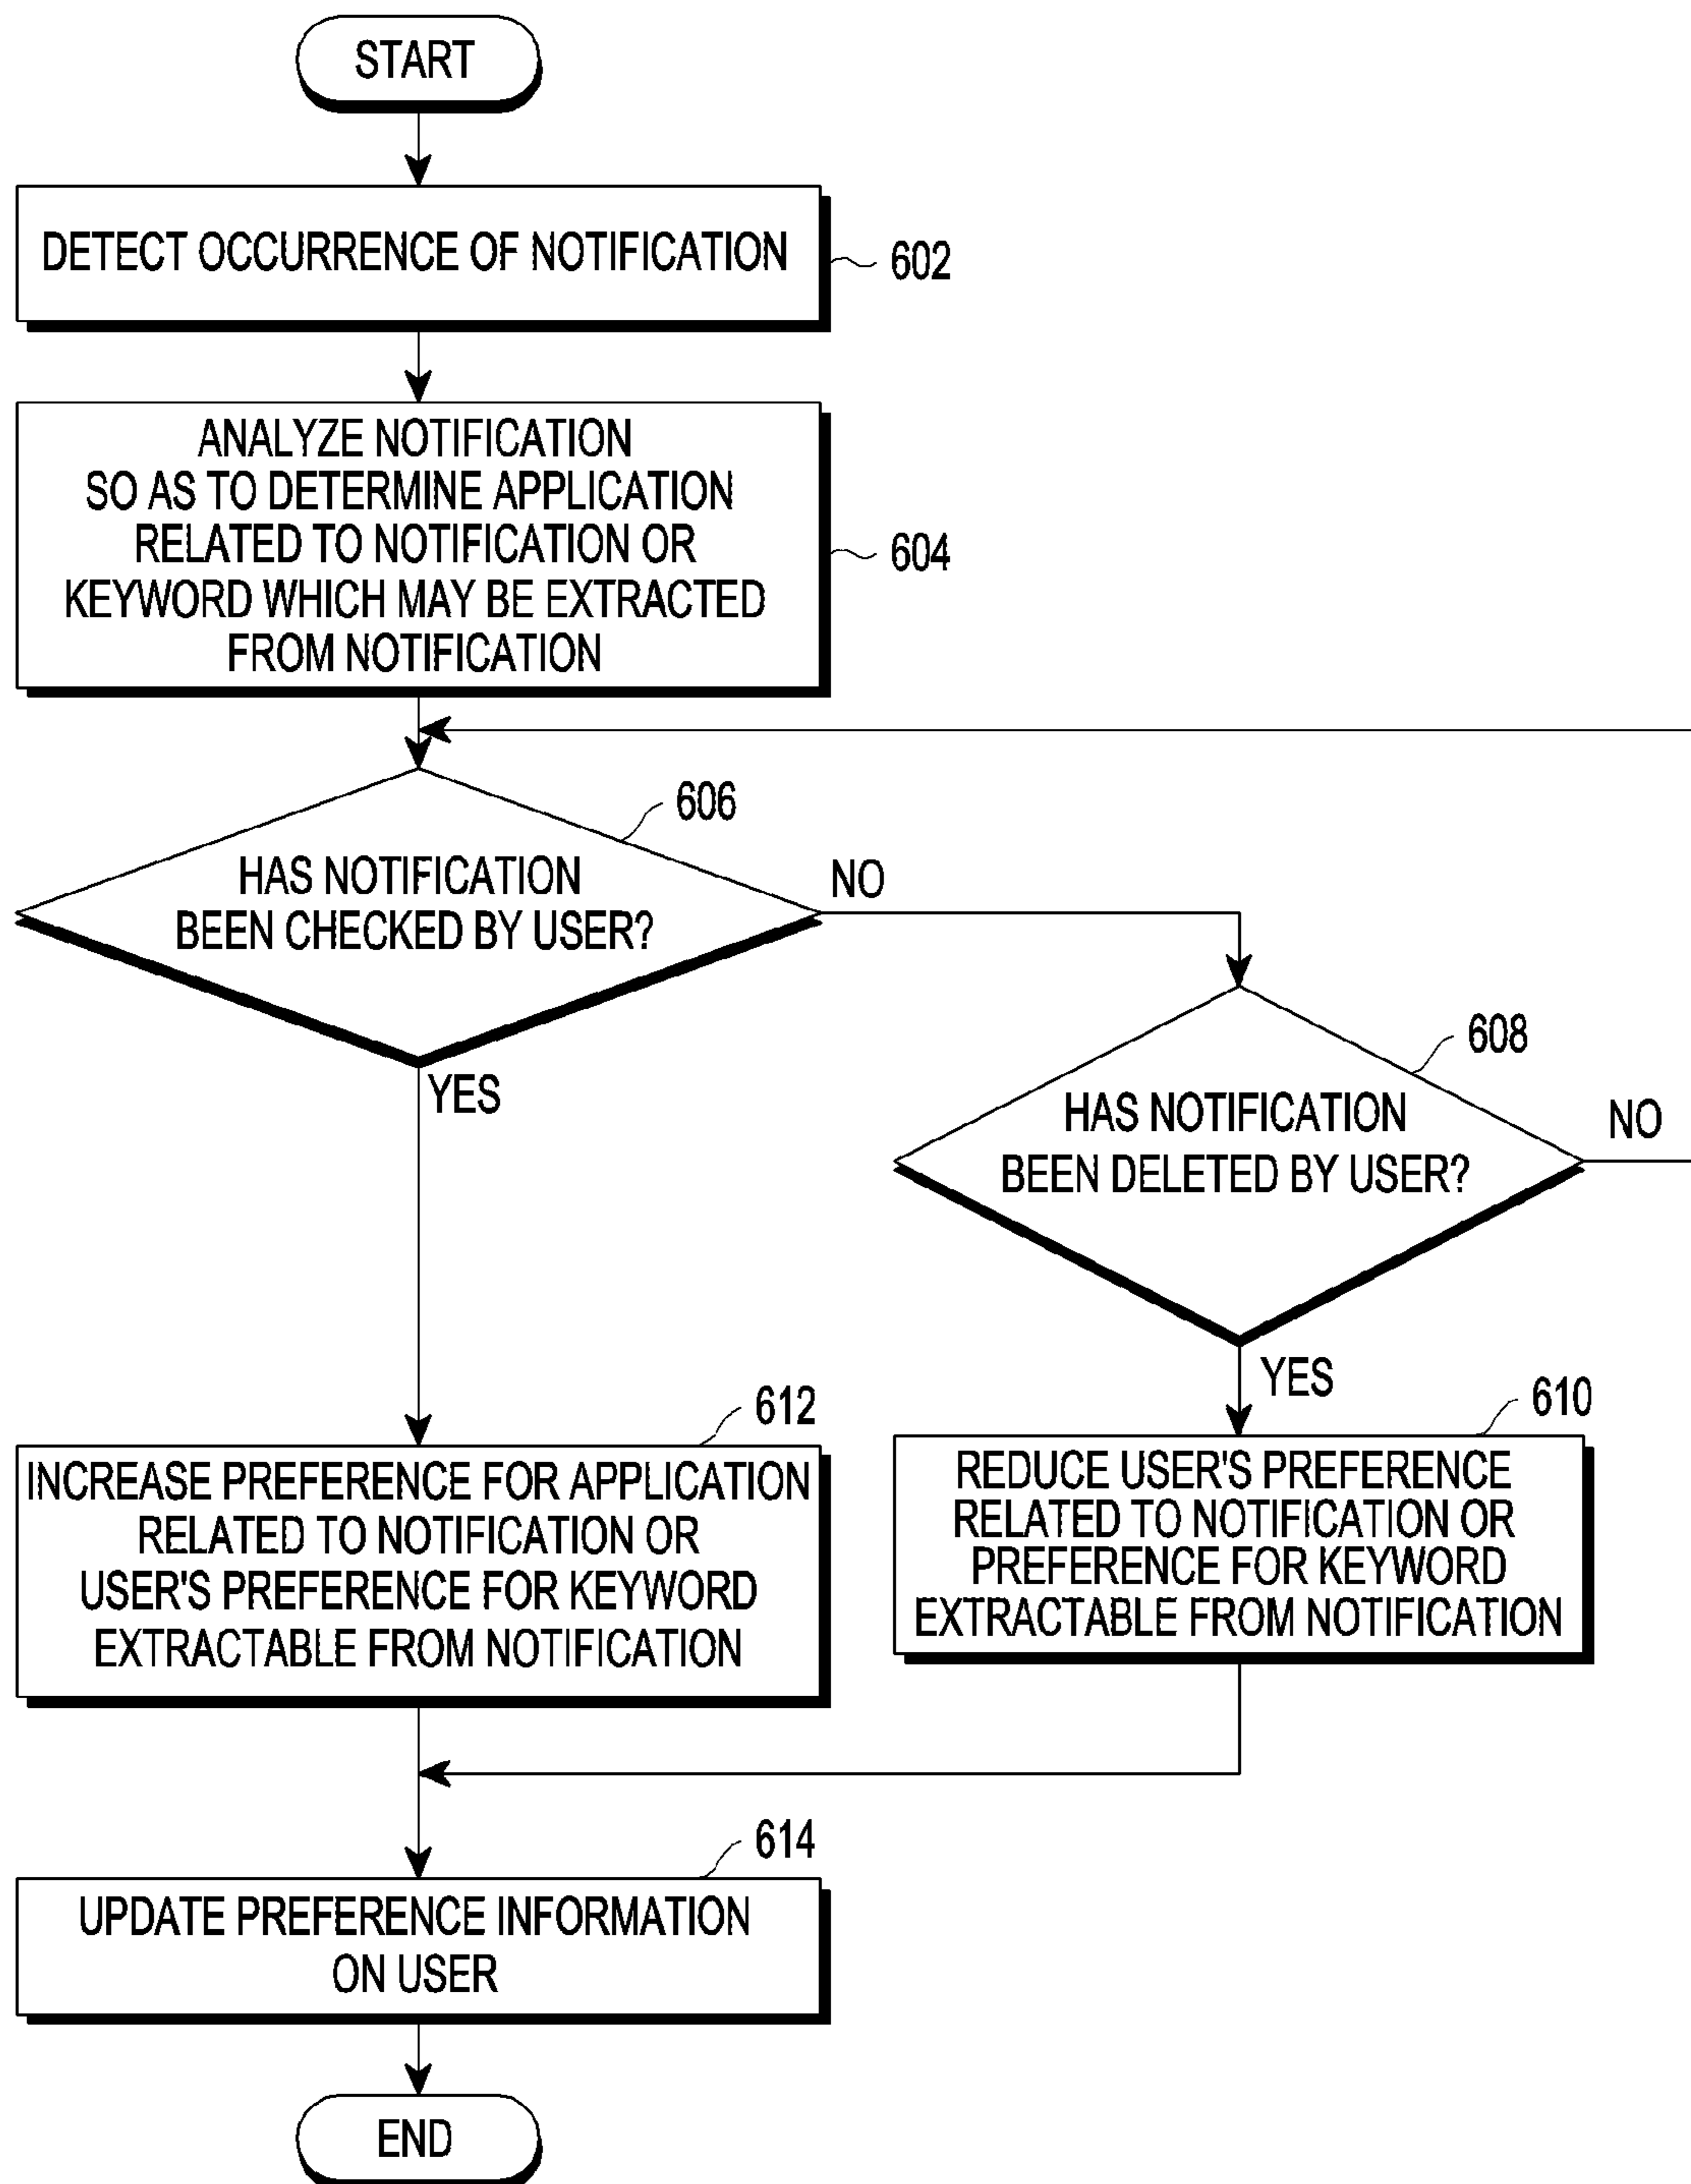 START
DETECT OCCURRENCE OF NOTIFICATION
602
ANALYZE NOTIFICATION
SO AS TO DETERMINE APPLICATION
RELATED TO NOTIFICATION OR
KEYWORD WHICH MAY BE EXTRACTED
FROM NOTIFICATION
604
606
HAS NOTIFICATION
BEEN CHECKED BY USER?
NO
YES
608
HAS NOTIFICATION
BEEN DELETED BY USER?
NO
YES
612
INCREASE PREFERENCE FOR APPLICATION
RELATED TO NOTIFICATION OR
USER'S PREFERENCE FOR KEYWORD
EXTRACTABLE FROM NOTIFICATION
610
REDUCE USER'S PREFERENCE
RELATED TO NOTIFICATION OR
PREFERENCE FOR KEYWORD
EXTRACTABLE FROM NOTIFICATION
614
UPDATE PREFERENCE INFORMATION
ON USER
END